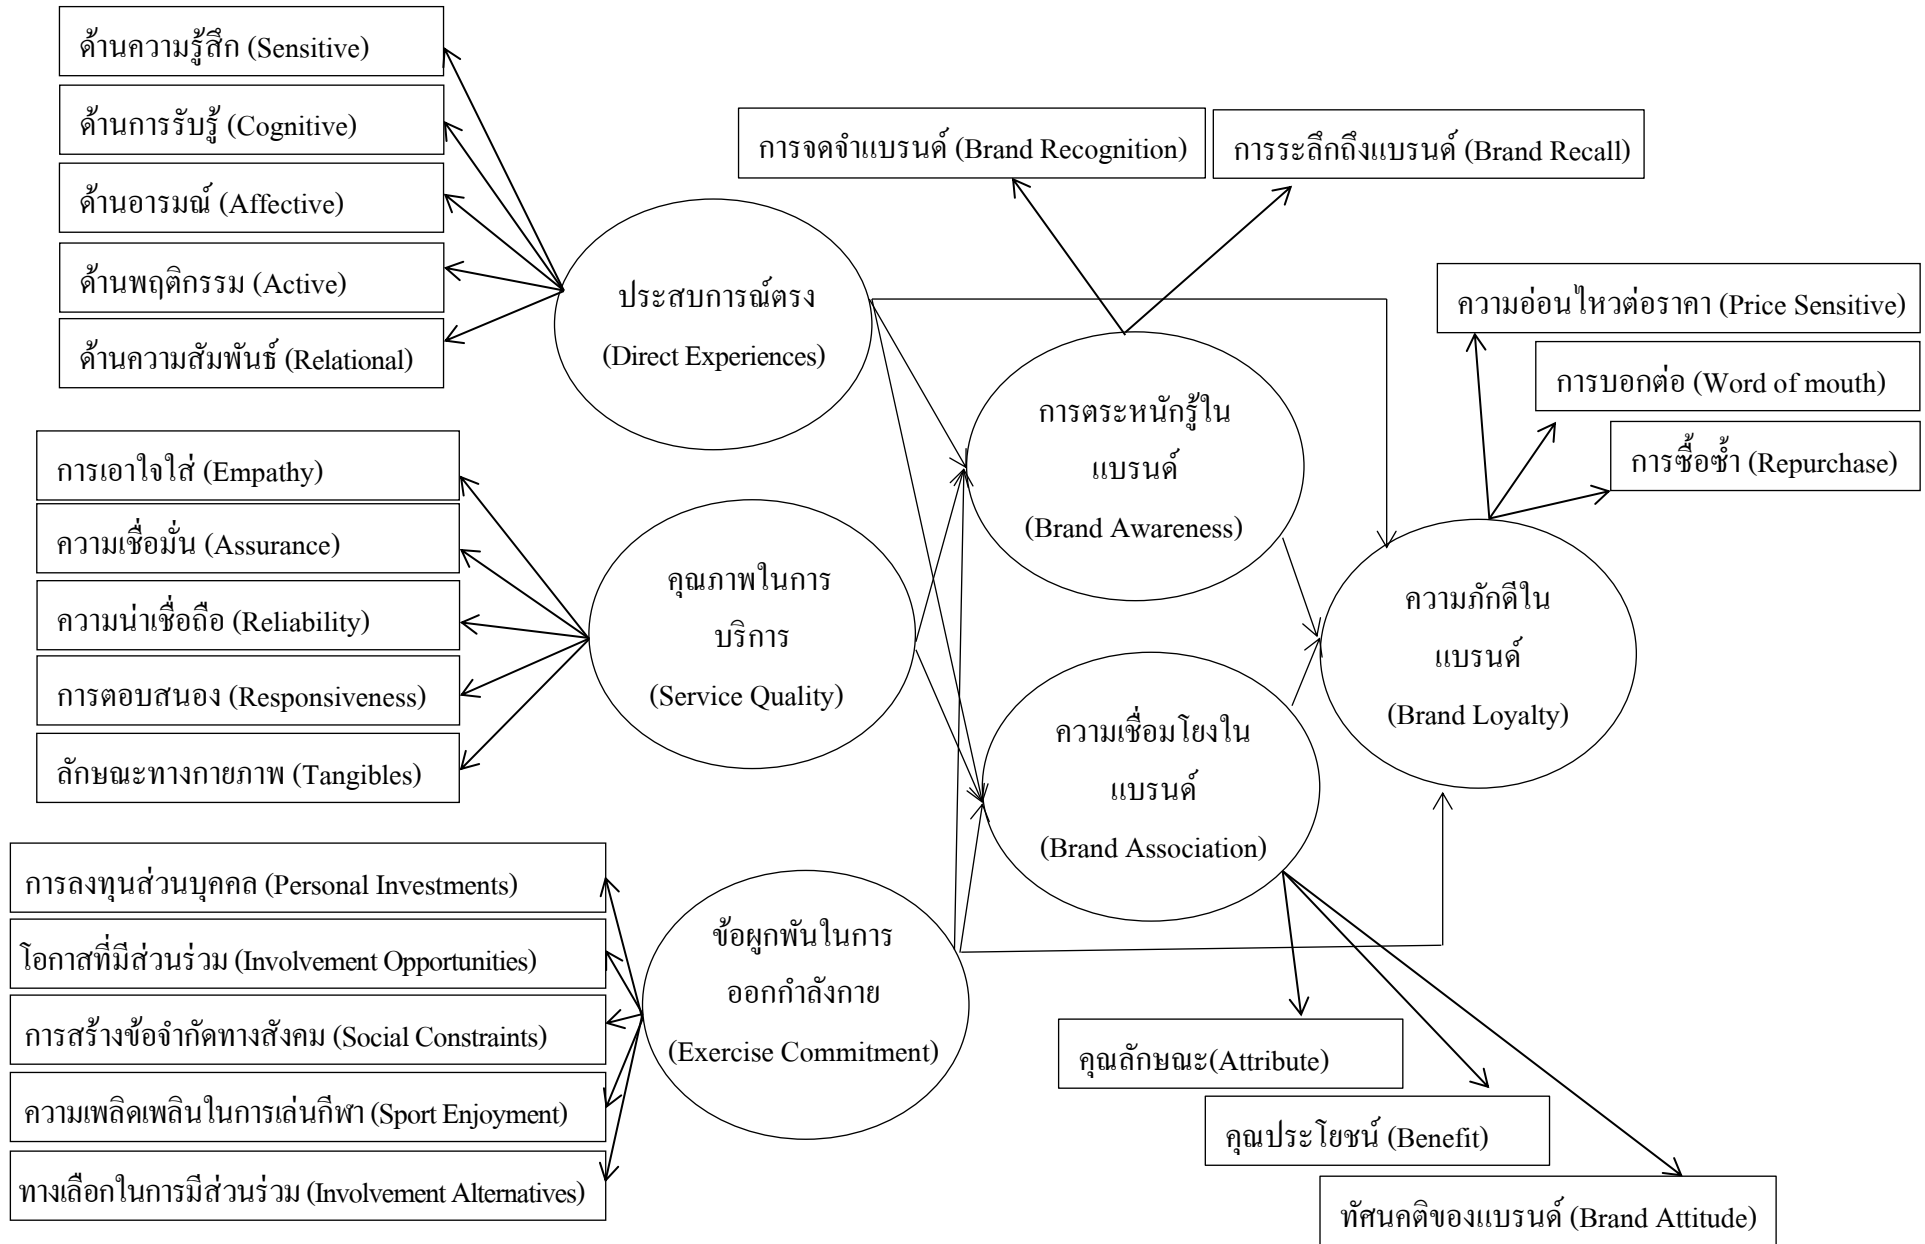 ด้านความรู้สึก (Sensitive)
ด้านการรับรู้ (Cognitive)
ด้านอารมณ์ (Affective)
ด้านพฤติกรรม (Active)
ด้านความสัมพันธ์ (Relational)
การจดจำแบรนด์ (Brand Recognition)
การระลึกถึงแบรนด์ (Brand Recall)
ประสบการณ์ตรง
(Direct Experiences)
ความอ่อนไหวต่อราคา (Price Sensitive)
การบอกต่อ (Word of mouth)
การซื้อซ้ำ (Repurchase)
การตระหนักรู้ใน
แบรนด์
(Brand Awareness)
การเอาใจใส่ (Empathy)
ความเชื่อมั่น (Assurance)
ความน่าเชื่อถือ (Reliability)
การตอบสนอง (Responsiveness)
ลักษณะทางกายภาพ (Tangibles)
คุณภาพในการ
บริการ
(Service Quality)
ความภักดีใน
แบรนด์
(Brand Loyalty)
ความเชื่อมโยงใน
แบรนด์
(Brand Association)
การลงทุนส่วนบุคคล (Personal Investments)
โอกาสที่มีส่วนร่วม (Involvement Opportunities)
การสร้างข้อจำกัดทางสังคม (Social Constraints)
ความเพลิดเพลินในการเล่นกีฬา (Sport Enjoyment)
ทางเลือกในการมีส่วนร่วม (Involvement Alternatives)
ข้อผูกพันในการ
ออกกำลังกาย
(Exercise Commitment)
คุณลักษณะ(Attribute)
คุณประโยชน์ (Benefit)
ทัศนคติของแบรนด์ (Brand Attitude)